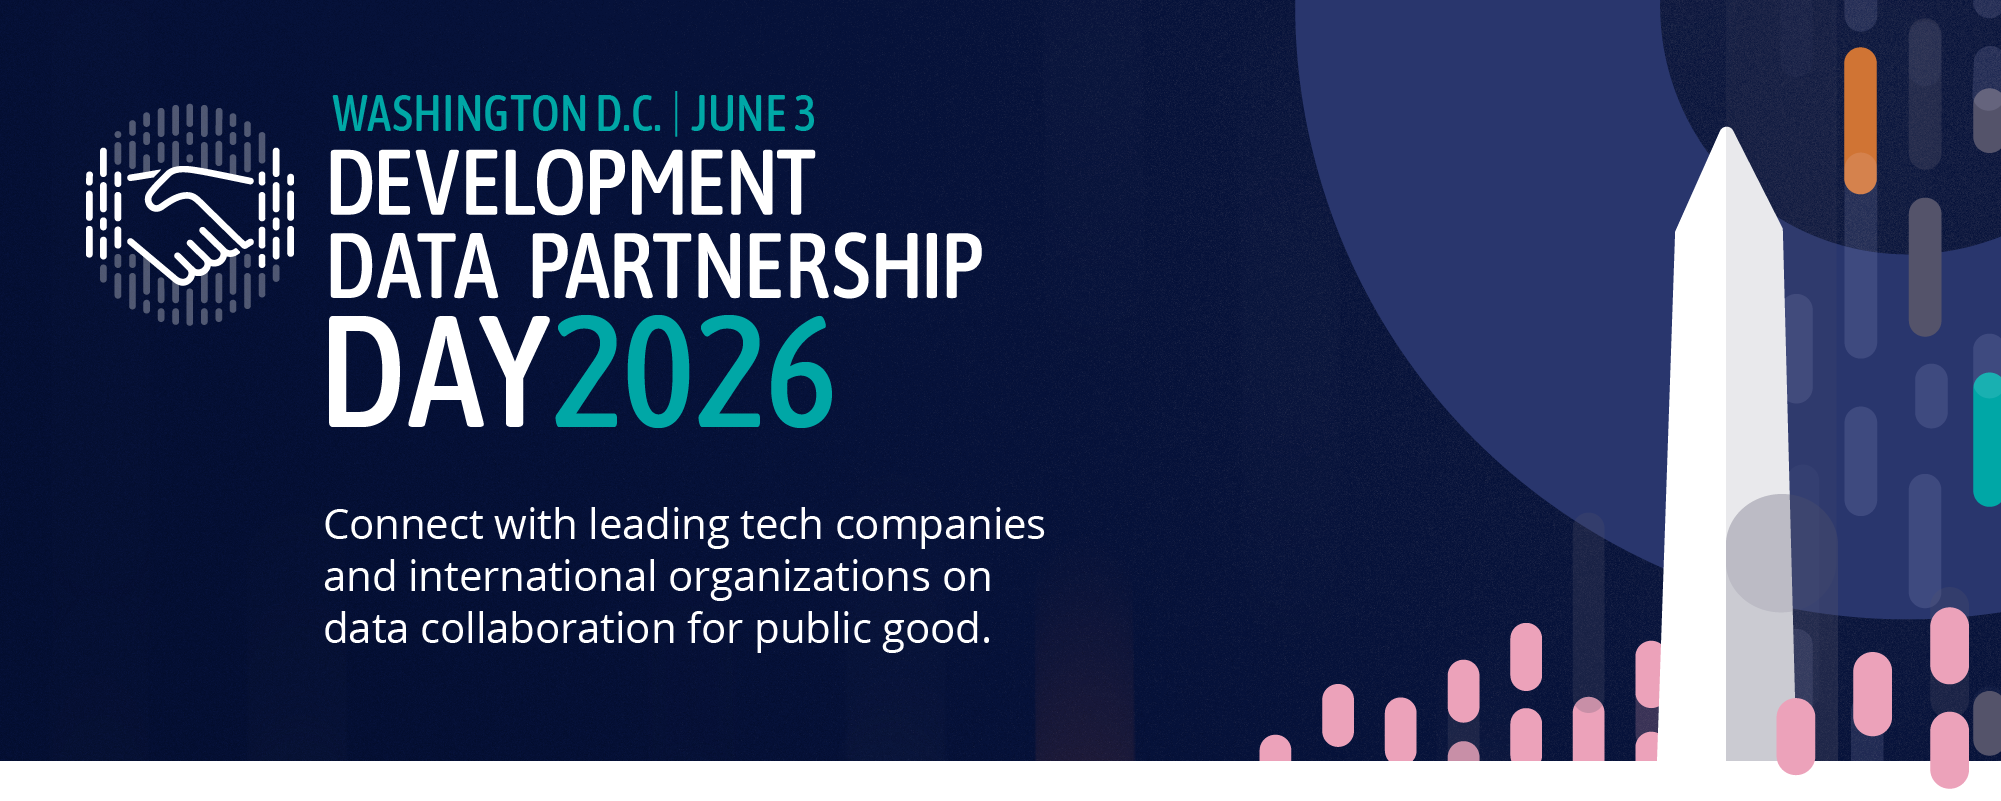 WASHINGTON D.C. | JUNE 3
DEVELOPMENT
DATA PARTNERSHIP
DAY2026
Connect with leading tech companies
and international organizations on
data collaboration for public good.